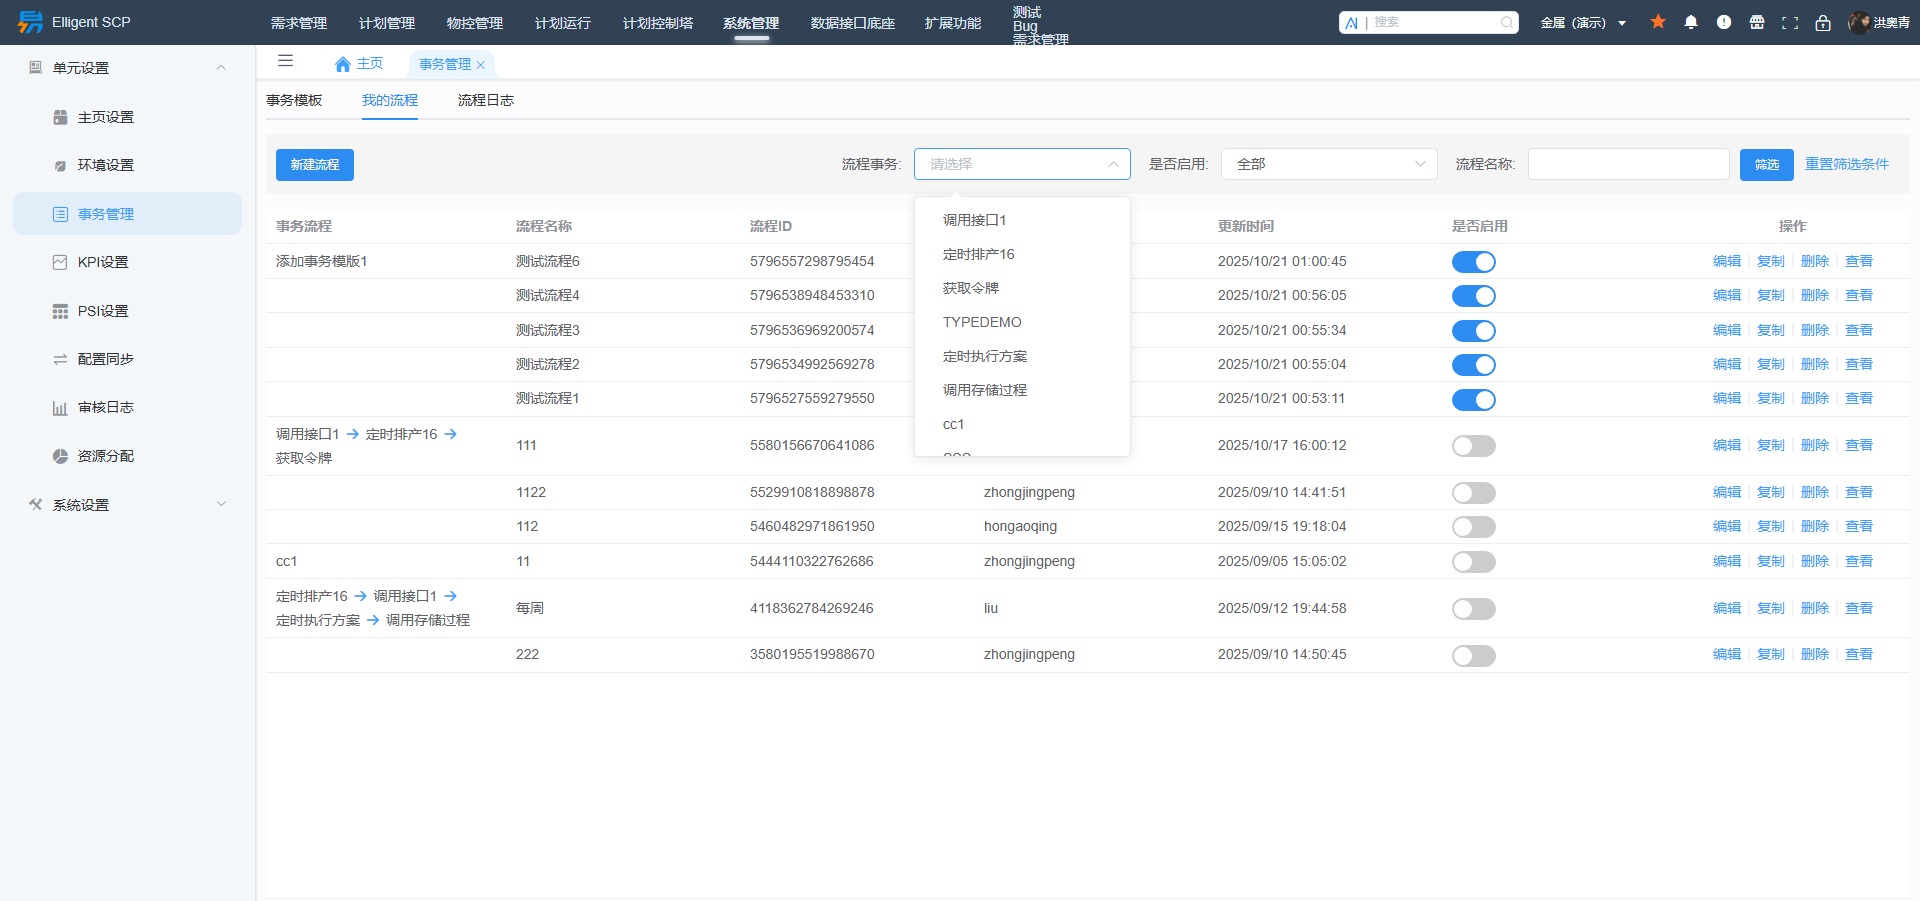 Elligent SCP
需求管理 计划管理 物控管理 计划运行 计划控制塔 系统管理 数据接口底座 扩展功能
测试
Bug
需求管理
AI | 搜索
金属（演示）
洪奥青
单元设置
主页设置
环境设置
事务管理
KPI设置
PSI设置
配置同步
审核日志
资源分配
系统设置
主页 事务管理
事务模板 我的流程 流程日志
新建流程 流程事务: 请选择 是否启用: 全部 流程名称: 筛选 重置筛选条件
调用接口1
定时排产16
获取令牌
TYPEDEMO
定时执行方案
调用存储过程
cc1
事务流程 流程名称 流程ID 更新时间 是否启用 操作
添加事务模版1 测试流程6 5796557298795454 2025/10/21 01:00:45 编辑 复制 删除 查看
测试流程4 5796538948453310 2025/10/21 00:56:05 编辑 复制 删除 查看
测试流程3 5796536969200574 2025/10/21 00:55:34 编辑 复制 删除 查看
测试流程2 5796534992569278 2025/10/21 00:55:04 编辑 复制 删除 查看
测试流程1 5796527559279550 2025/10/21 00:53:11 编辑 复制 删除 查看
调用接口1 → 定时排产16 →
获取令牌 111 5580156670641086 2025/10/17 16:00:12 编辑 复制 删除 查看
1122 5529910818898878 zhongjingpeng 2025/09/10 14:41:51 编辑 复制 删除 查看
112 5460482971861950 hongaoqing 2025/09/15 19:18:04 编辑 复制 删除 查看
cc1 11 5444110322762686 zhongjingpeng 2025/09/05 15:05:02 编辑 复制 删除 查看
定时排产16 → 调用接口1 →
定时执行方案 → 调用存储过程 每周 4118362784269246 liu 2025/09/12 19:44:58 编辑 复制 删除 查看
222 3580195519988670 zhongjingpeng 2025/09/10 14:50:45 编辑 复制 删除 查看